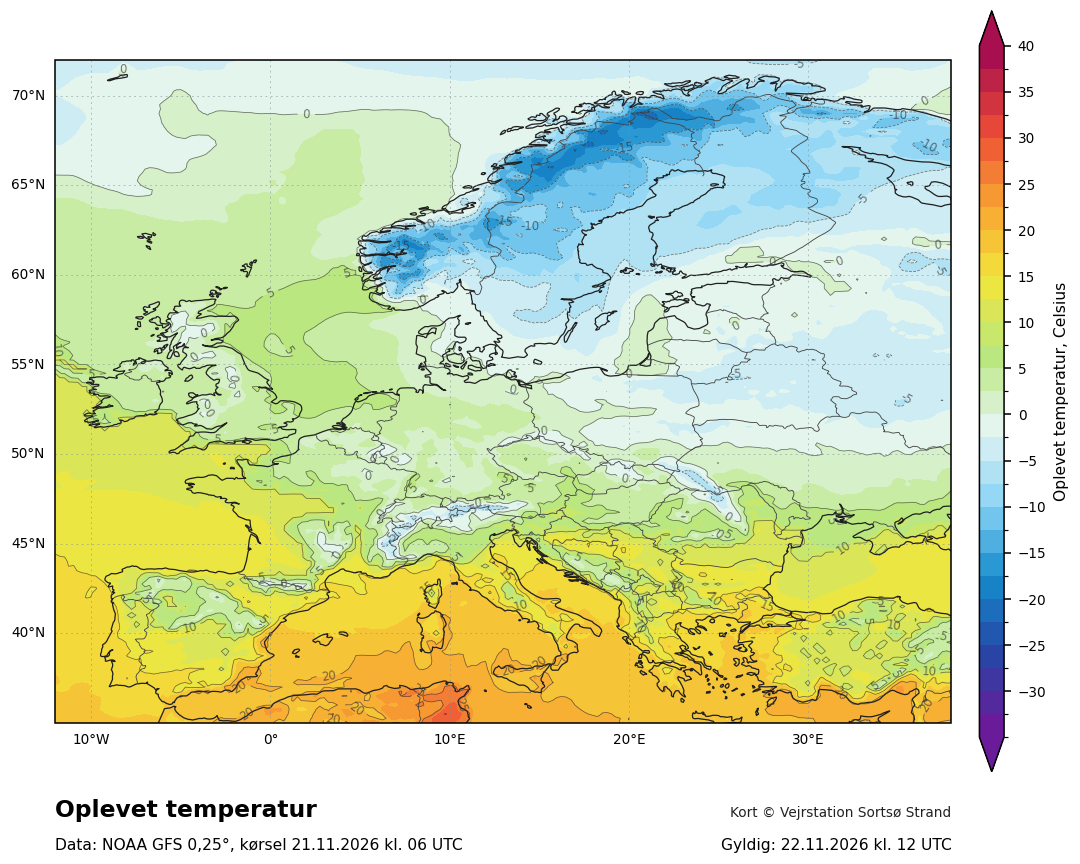 70°N
65°N
60°N
55°N
50°N
45°N
40°N
10°W
0°
10°E
20°E
30°E
40
35
30
25
20
15
10
5
0
−5
−10
−15
−20
−25
−30
Oplevet temperatur, Celsius
Oplevet temperatur
Kort © Vejrstation Sortsø Strand
Data: NOAA GFS 0,25°, kørsel 21.11.2026 kl. 06 UTC
Gyldig: 22.11.2026 kl. 12 UTC